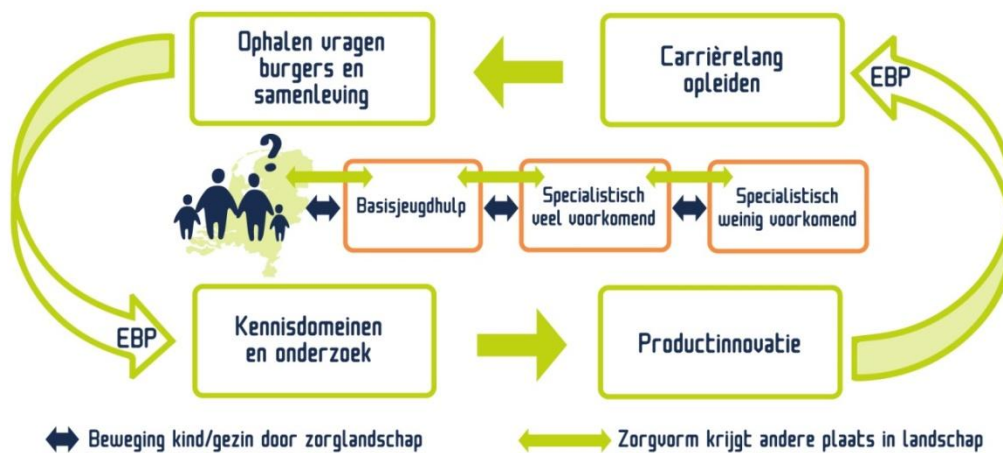 Ophalen vragen
burgers en
samenleving
Carrièrelang
opleiden
EBP
?
Basisjeugdhulp
Specialistisch
veel voorkomend
Specialistisch
weinig voorkomend
EBP
Kennisdomeinen
en onderzoek
Productinnovatie
Beweging kind/gezin door zorglandschap
Zorgvorm krijgt andere plaats in landschap